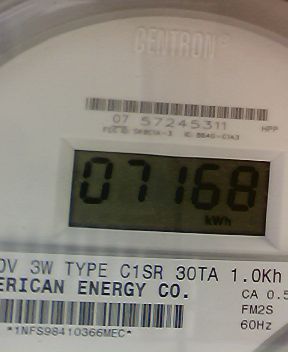 CENTRON®
07 57245311
HPP
07168
kWh
0V 3W TYPE C1SR 30TA 1.0Kh
ERICAN ENERGY CO.
CA 0.5
FM2S
60Hz
*1NFS98410366MEC*